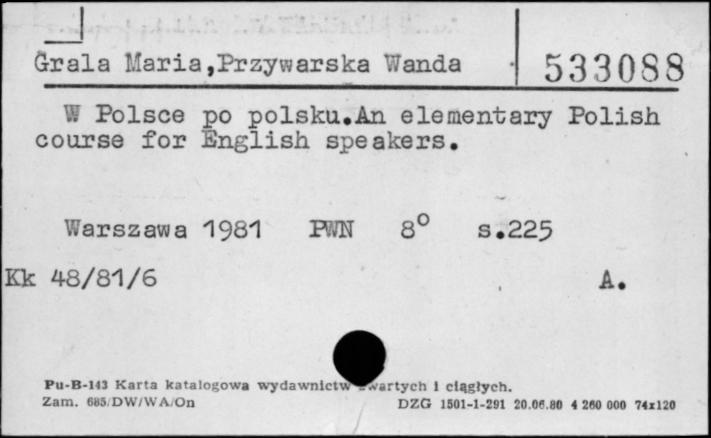 Grala Maria,Przywarska Wanda 533088
W Polsce po polsku.An elementary Polish
course for English speakers.
Warszawa 1981 PWN 8° s.225
Kk 48/81/6 A.
Pu-B-143 Karta katalogowa wydawnictw zwartych i ciągłych.
Zam. 685/DW/WA/On DZG 1501-1-291 20.06.80 4 260 000 74x120